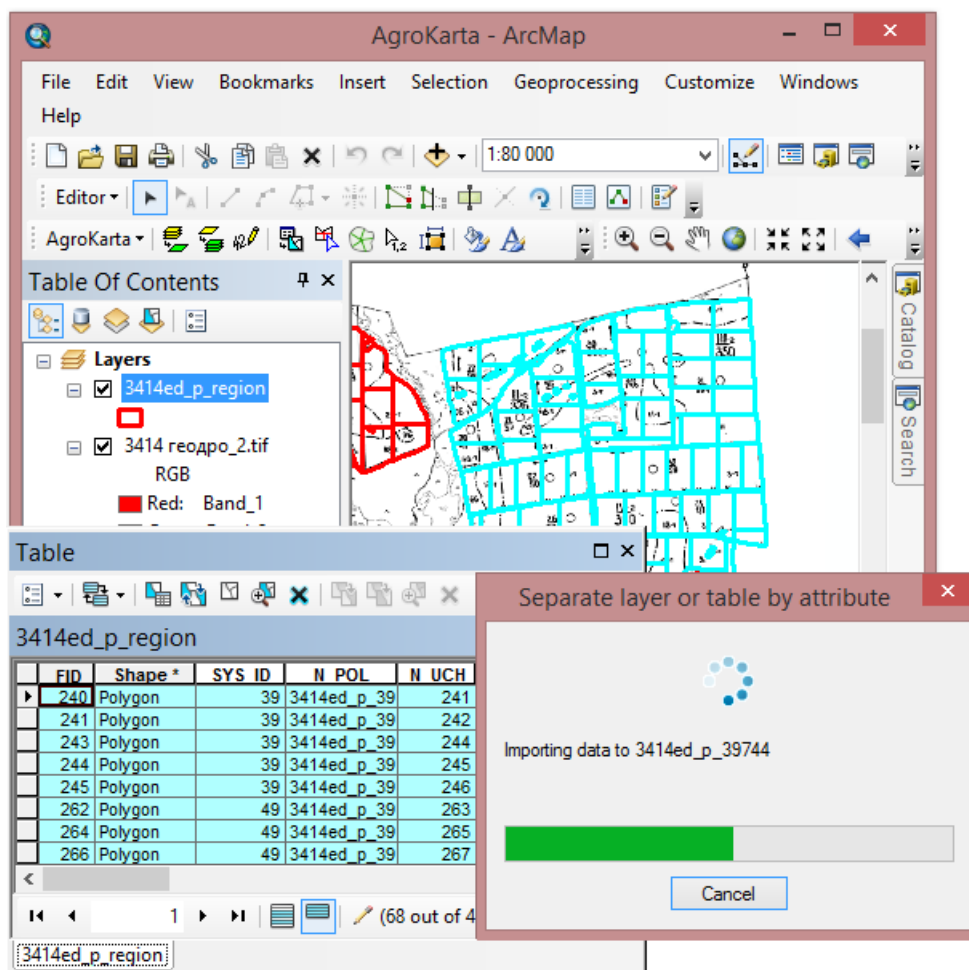 AgroKarta - ArcMap
File Edit View Bookmarks Insert Selection Geoprocessing Customize Windows
Help
1:80 000
Editor
AgroKarta
Table Of Contents
Layers
3414ed_p_region
3414 геодро_2.tif
RGB
Red: Band_1
Catalog
Search
Table
3414ed_p_region
FID Shape * SYS_ID N_POL N_UCH
240 Polygon 39 3414ed_p_39 241
241 Polygon 39 3414ed_p_39 242
243 Polygon 39 3414ed_p_39 244
244 Polygon 39 3414ed_p_39 245
245 Polygon 39 3414ed_p_39 246
262 Polygon 49 3414ed_p_39 263
264 Polygon 49 3414ed_p_39 265
266 Polygon 49 3414ed_p_39 267
1 (68 out of 4
3414ed_p_region
Separate layer or table by attribute
Importing data to 3414ed_p_39744
Cancel